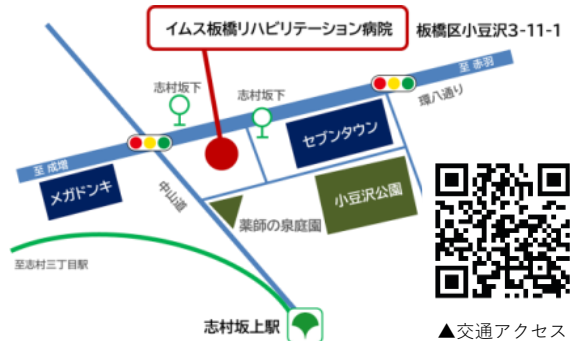 イムス板橋リハビリテーション病院
板橋区小豆沢3-11-1
至 赤羽
志村坂下
志村坂下
環八通り
セブンタウン
至 成増
メガドンキ
中山道
小豆沢公園
薬師の泉庭園
至志村三丁目駅
志村坂上駅
▲交通アクセス